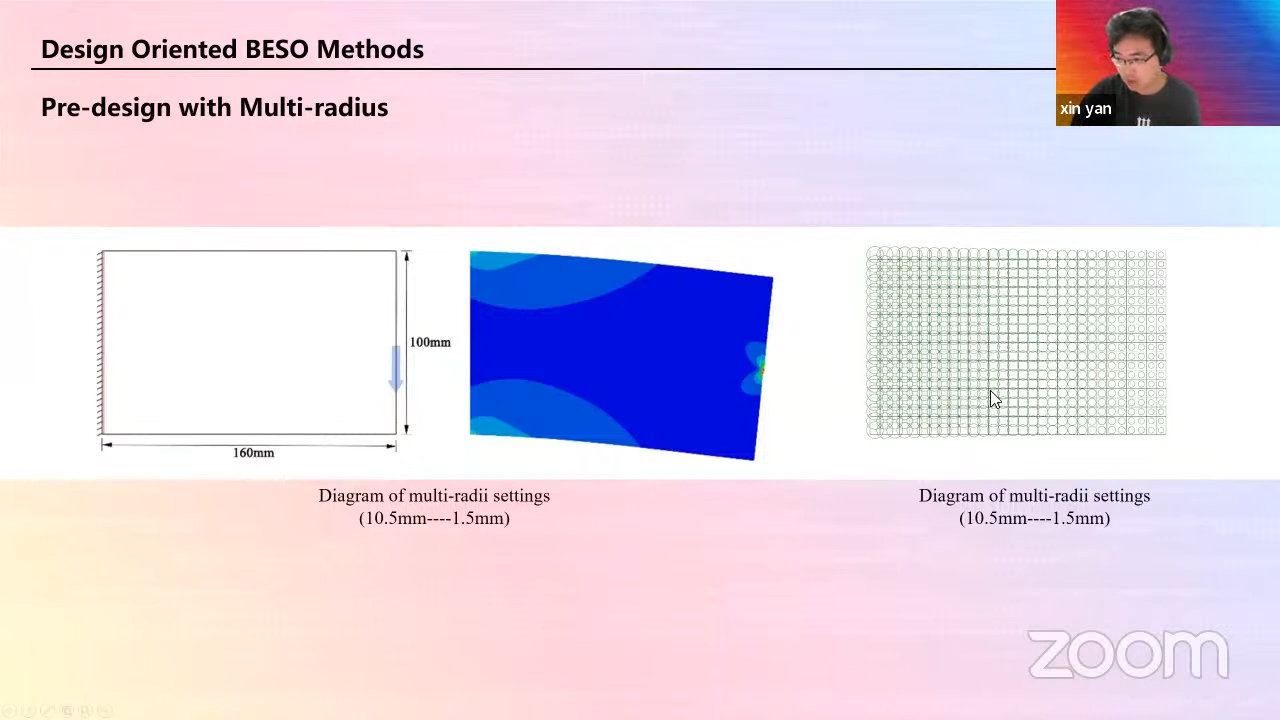 Design Oriented BESO Methods
xin yan
Pre-design with Multi-radius
100mm
160mm
Diagram of multi-radii settings
(10.5mm----1.5mm)
Diagram of multi-radii settings
(10.5mm----1.5mm)
zoom